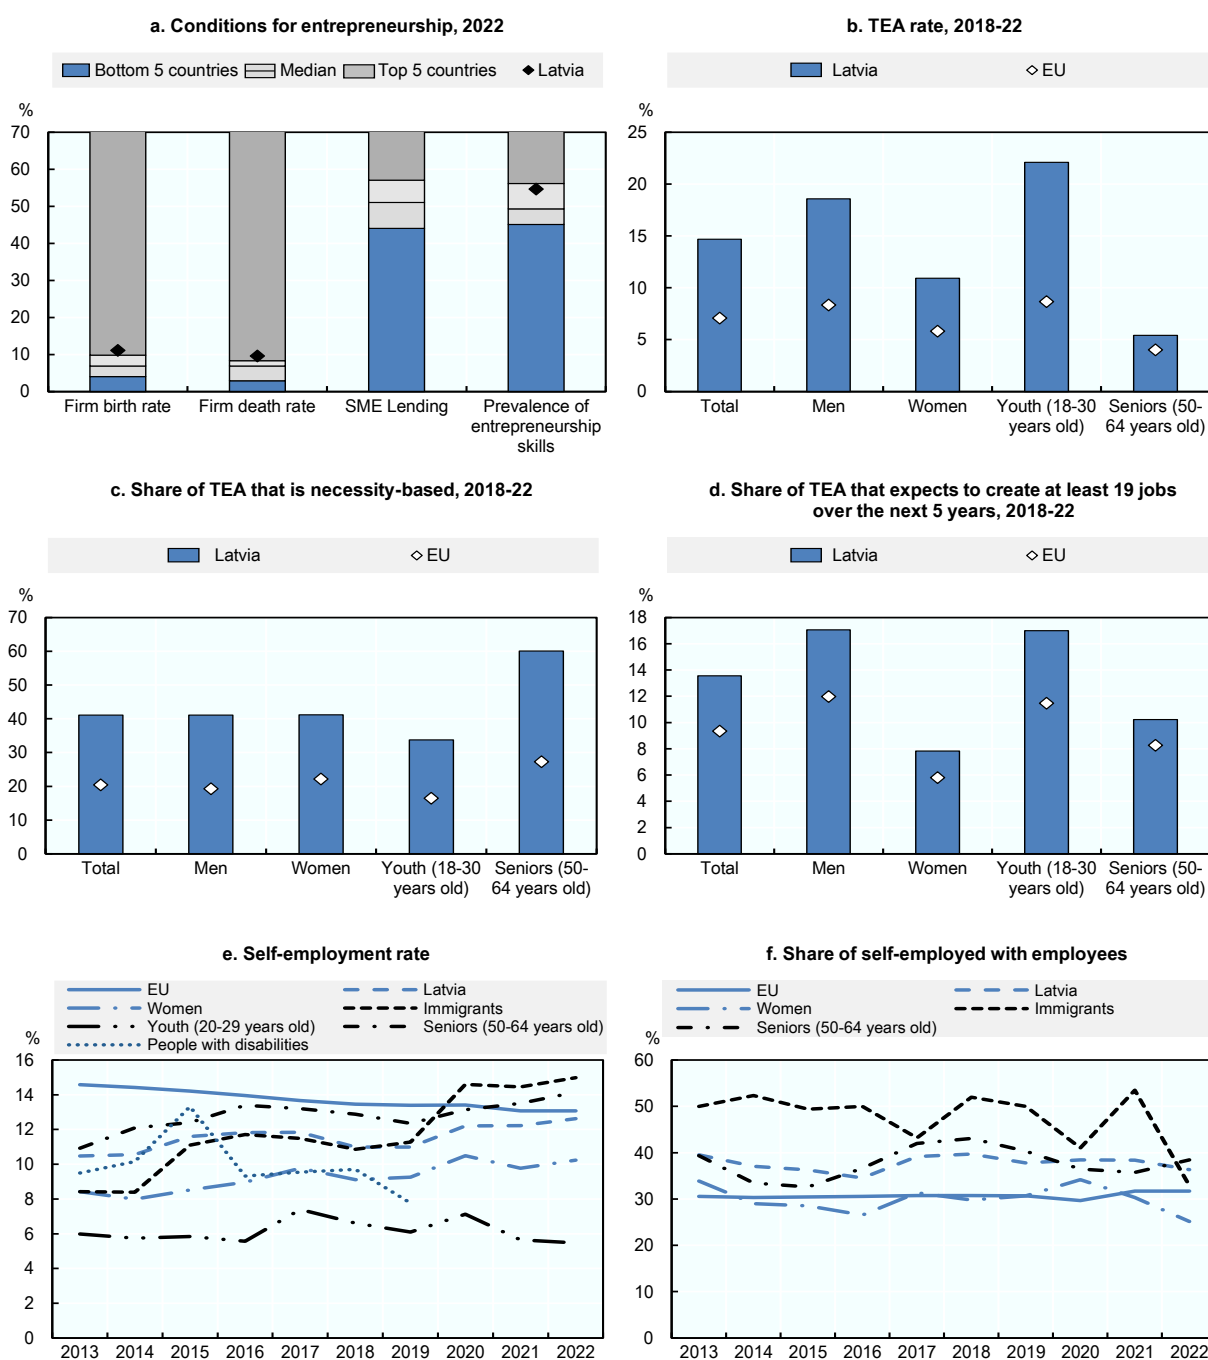 a. Conditions for entrepreneurship, 2022
Bottom 5 countries
Median
Top 5 countries
Latvia
%
70
60
50
40
30
20
10
0
Firm birth rate
Firm death rate
SME Lending
Prevalence of
entrepreneurship
skills
b. TEA rate, 2018-22
Latvia
EU
%
25
20
15
10
5
0
Total
Men
Women
Youth (18-30
years old)
Seniors (50-
64 years old)
c. Share of TEA that is necessity-based, 2018-22
Latvia
EU
%
70
60
50
40
30
20
10
0
Total
Men
Women
Youth (18-30
years old)
Seniors (50-
64 years old)
d. Share of TEA that expects to create at least 19 jobs
over the next 5 years, 2018-22
Latvia
EU
%
18
16
14
12
10
8
6
4
2
0
Total
Men
Women
Youth (18-30
years old)
Seniors (50-
64 years old)
e. Self-employment rate
EU
Latvia
Women
Immigrants
Youth (20-29 years old)
Seniors (50-64 years old)
People with disabilities
%
16
14
12
10
8
6
4
2
0
2013 2014 2015 2016 2017 2018 2019 2020 2021 2022
f. Share of self-employed with employees
EU
Latvia
Women
Immigrants
Seniors (50-64 years old)
%
60
50
40
30
20
10
0
2013 2014 2015 2016 2017 2018 2019 2020 2021 2022